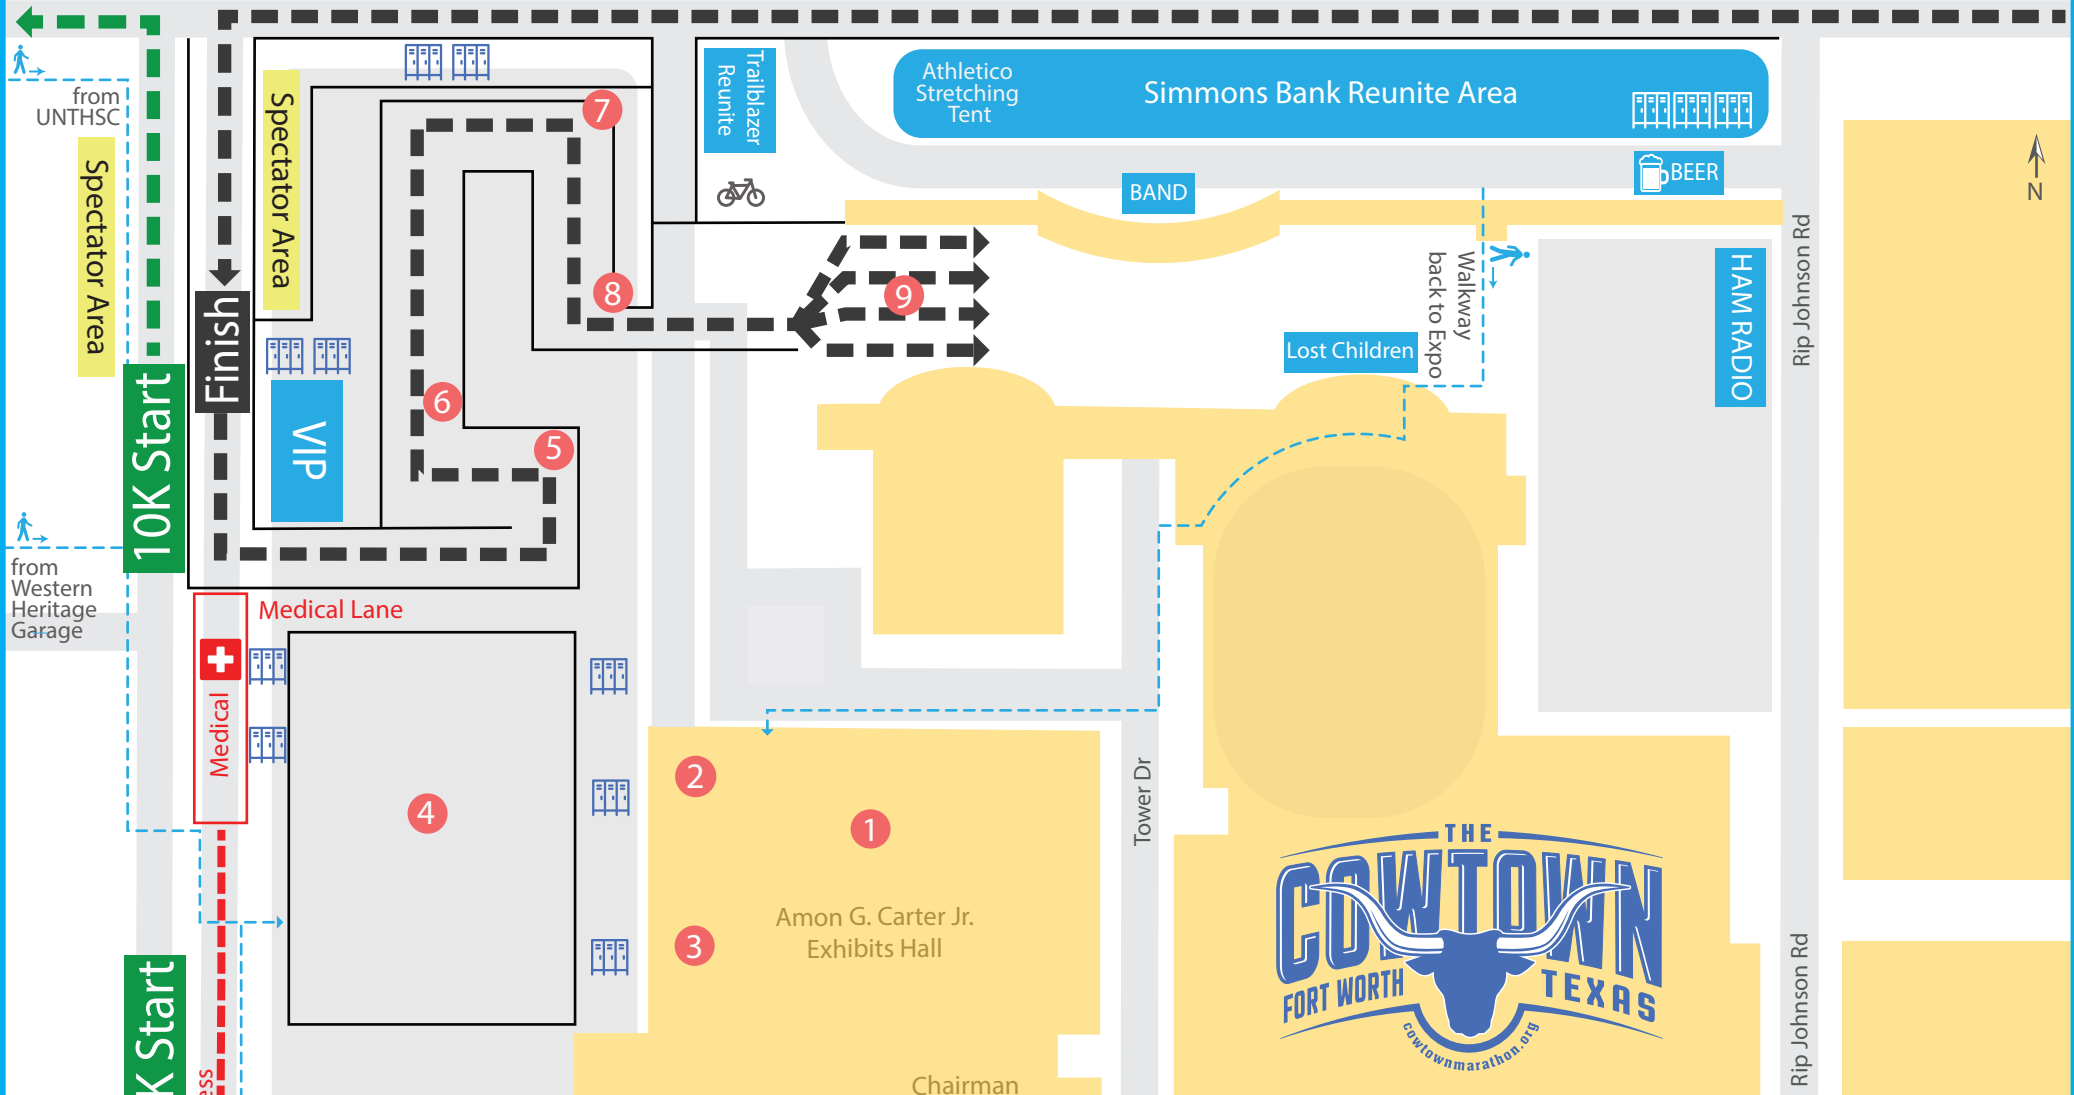 from
UNTHSC
Spectator Area
Spectator Area
Trailblazer
Reunite
Athletico
Stretching
Tent
Simmons Bank Reunite Area
BEER
BAND
N
7
8
9
Finish
10K Start
VIP
6
5
Lost Children
Walkway
back to Expo
HAM RADIO
Rip Johnson Rd
from
Western
Heritage
Garage
Medical Lane
Medical
4
2
1
3
Amon G. Carter Jr.
Exhibits Hall
Tower Dr
THE
COWTOWN
FORT WORTH
TEXAS
cowtownmarathon.org
Rip Johnson Rd
K Start
ess
Chairman